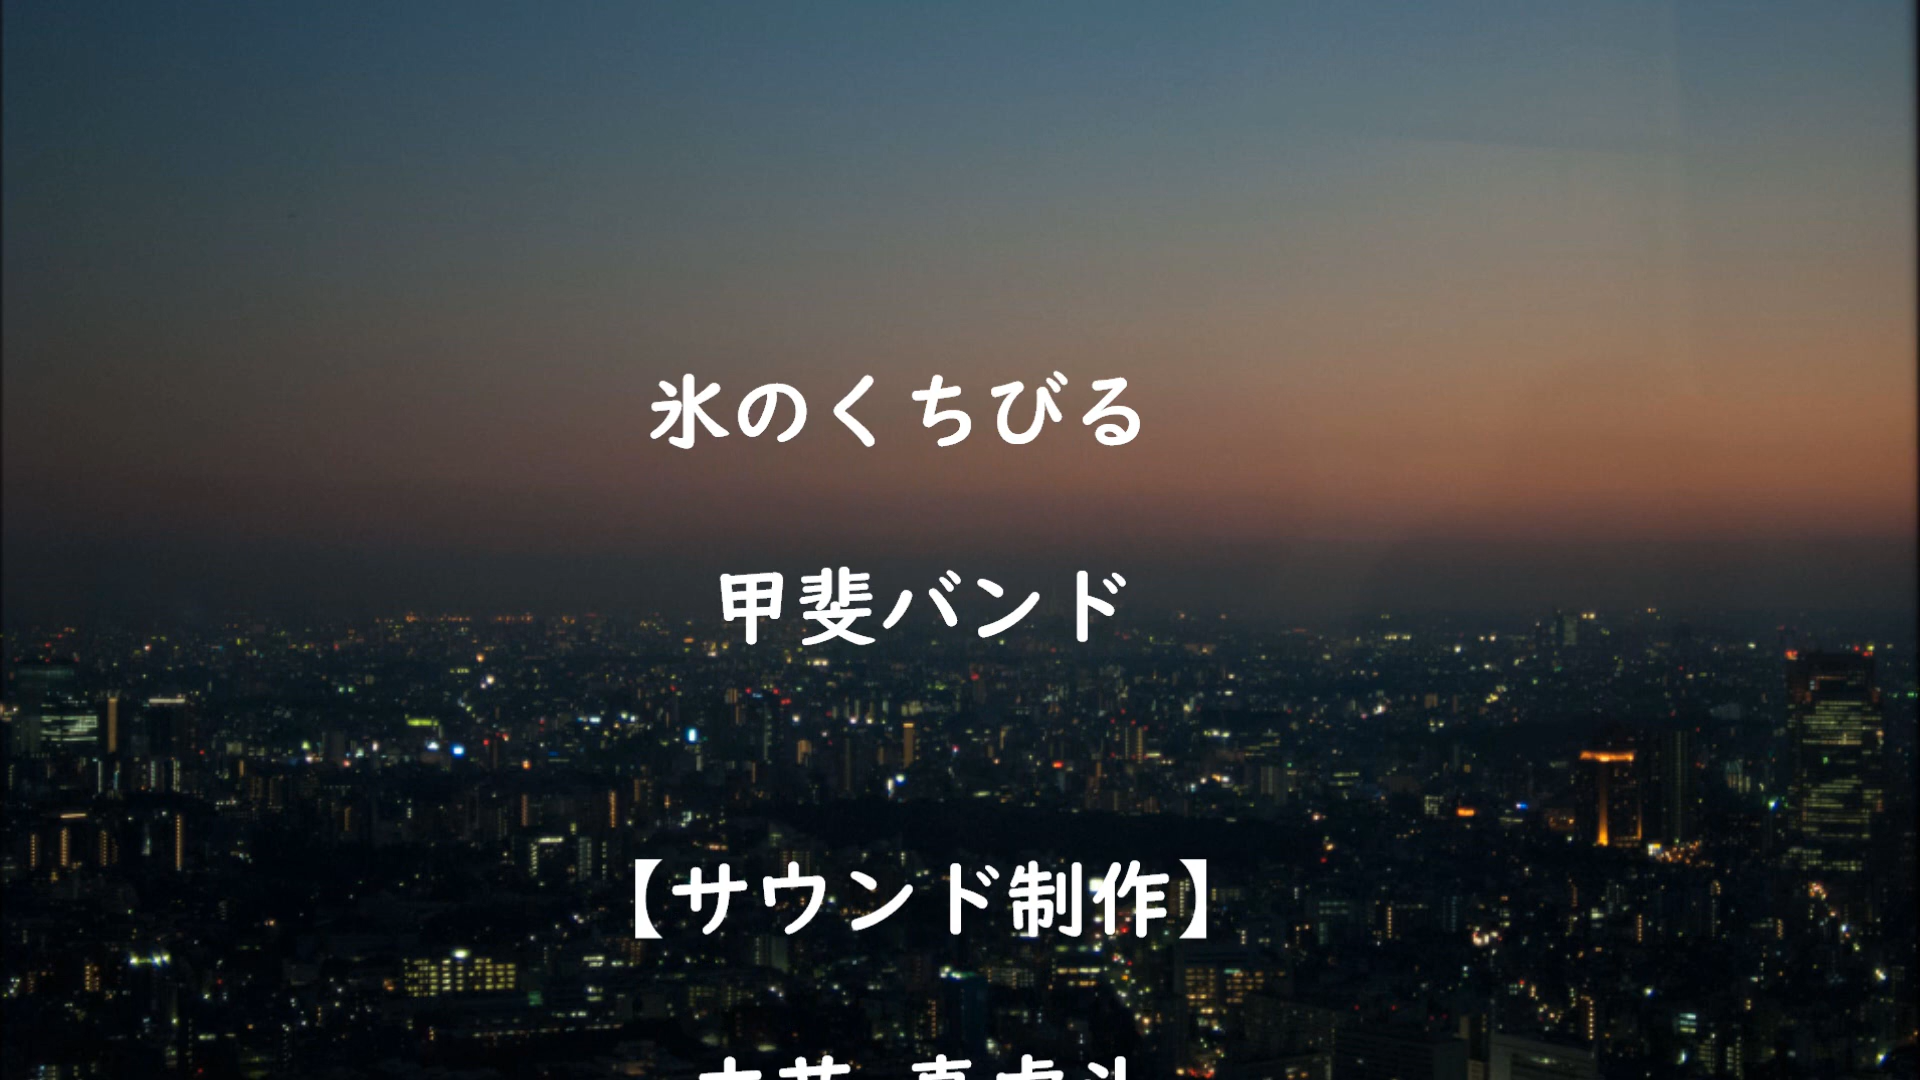 氷のくちびる
甲斐バンド
【サウンド制作】